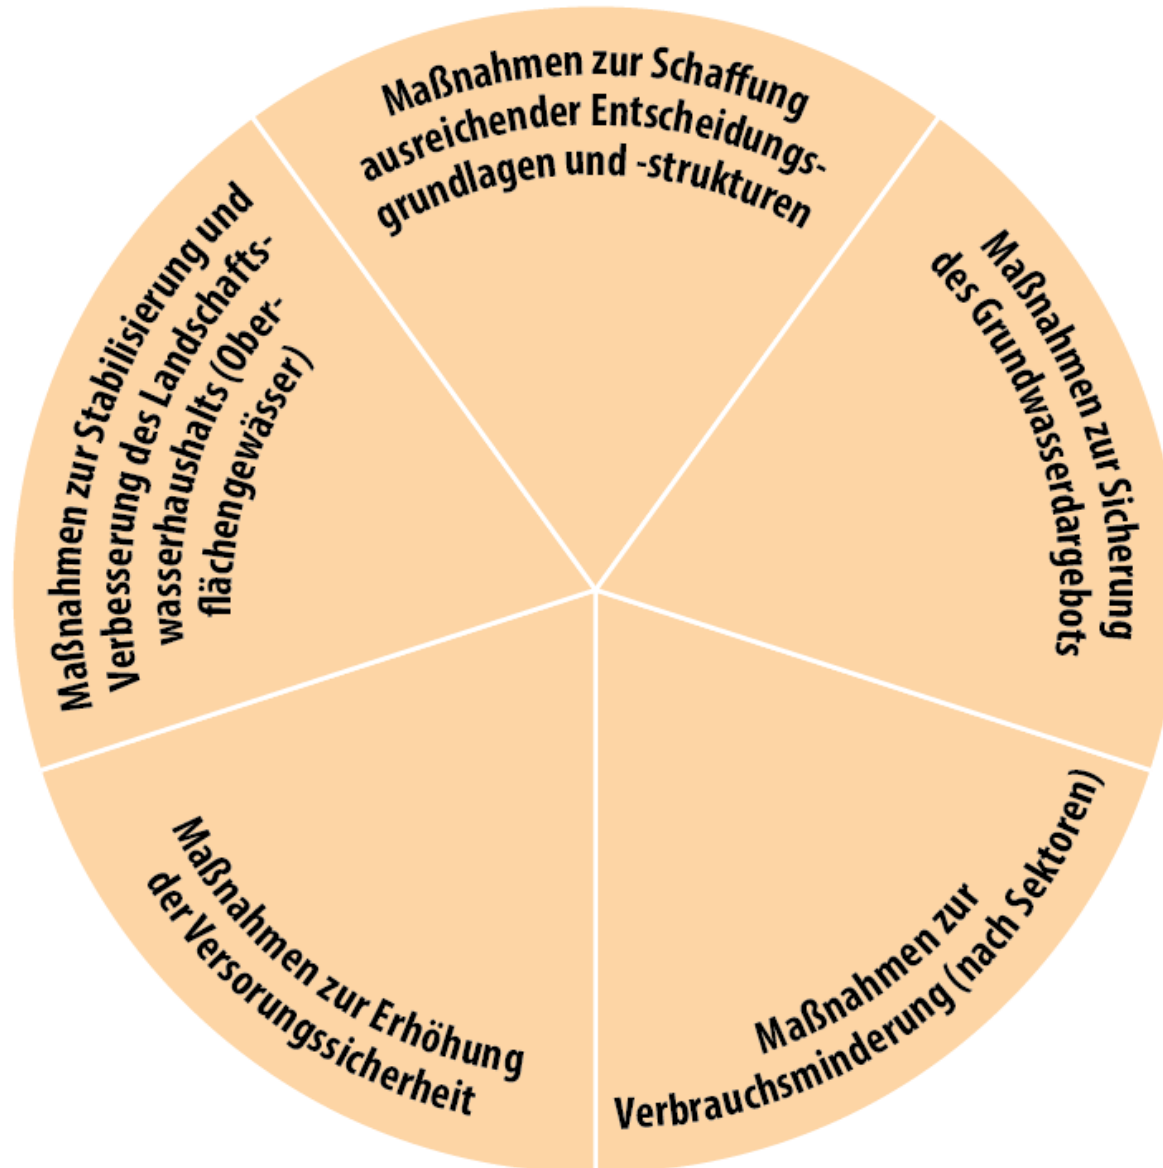 Maßnahmen zur Schaffung
ausreichender Entscheidungs-
grundlagen und -strukturen
Maßnahmen zur Sicherung
des Grundwasserdargebots
Maßnahmen zur
Verbrauchsminderung (nach Sektoren)
Maßnahmen zur Erhöhung
der Versorungssicherheit
Maßnahmen zur Stabilisierung und
Verbesserung des Landschafts-
wasserhaushalts (Ober-
flächengewässer)